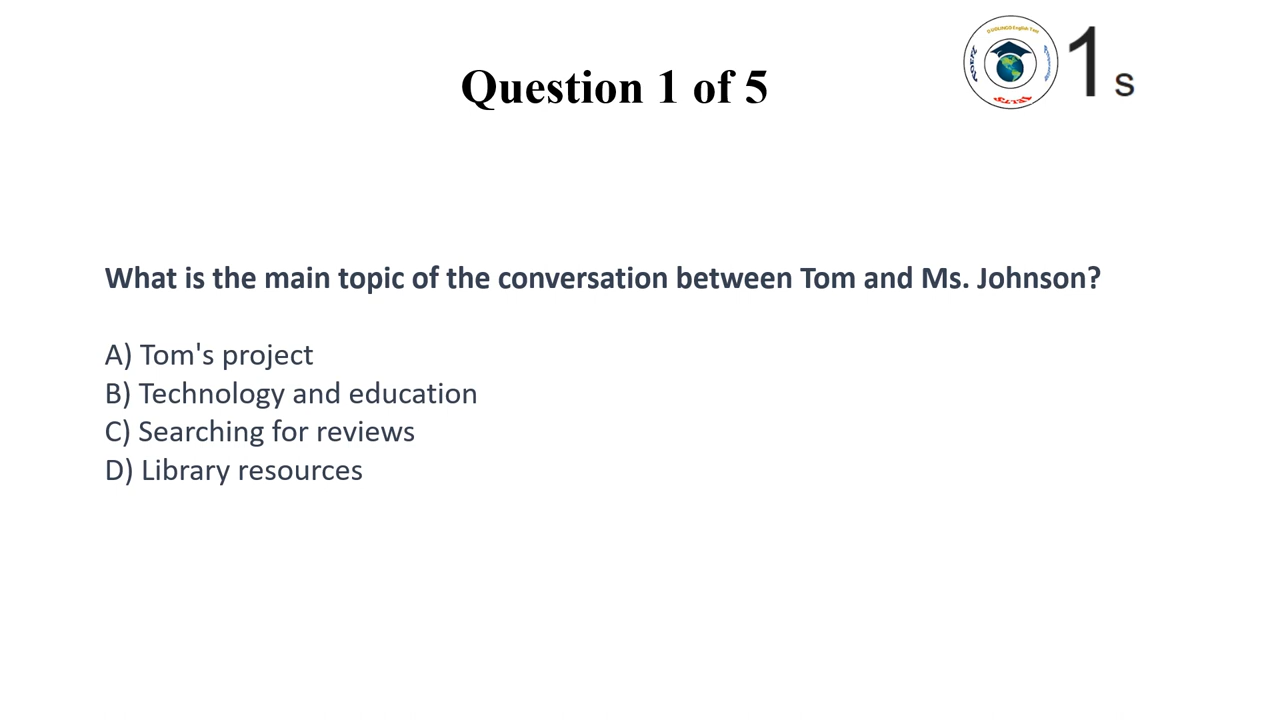 Question 1 of 5
1 s
What is the main topic of the conversation between Tom and Ms. Johnson?
A) Tom's project
B) Technology and education
C) Searching for reviews
D) Library resources